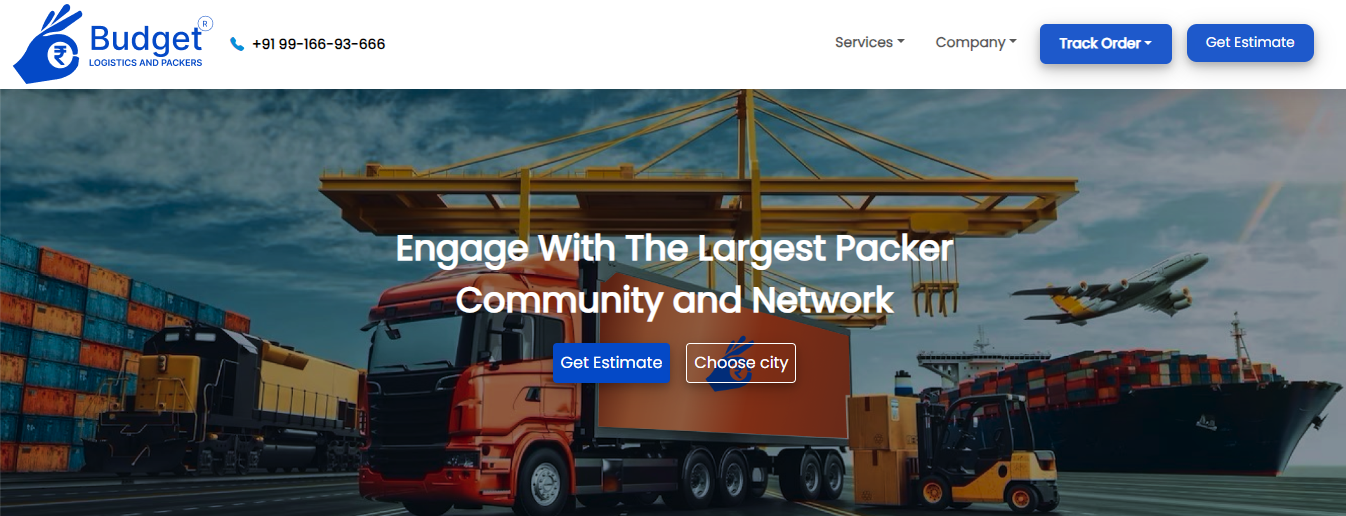 Budget
R
LOGISTICS AND PACKERS
+91 99-166-93-666
Services
Company
Track Order
Get Estimate
Engage With The Largest Packer
Community and Network
Get Estimate
Choose city